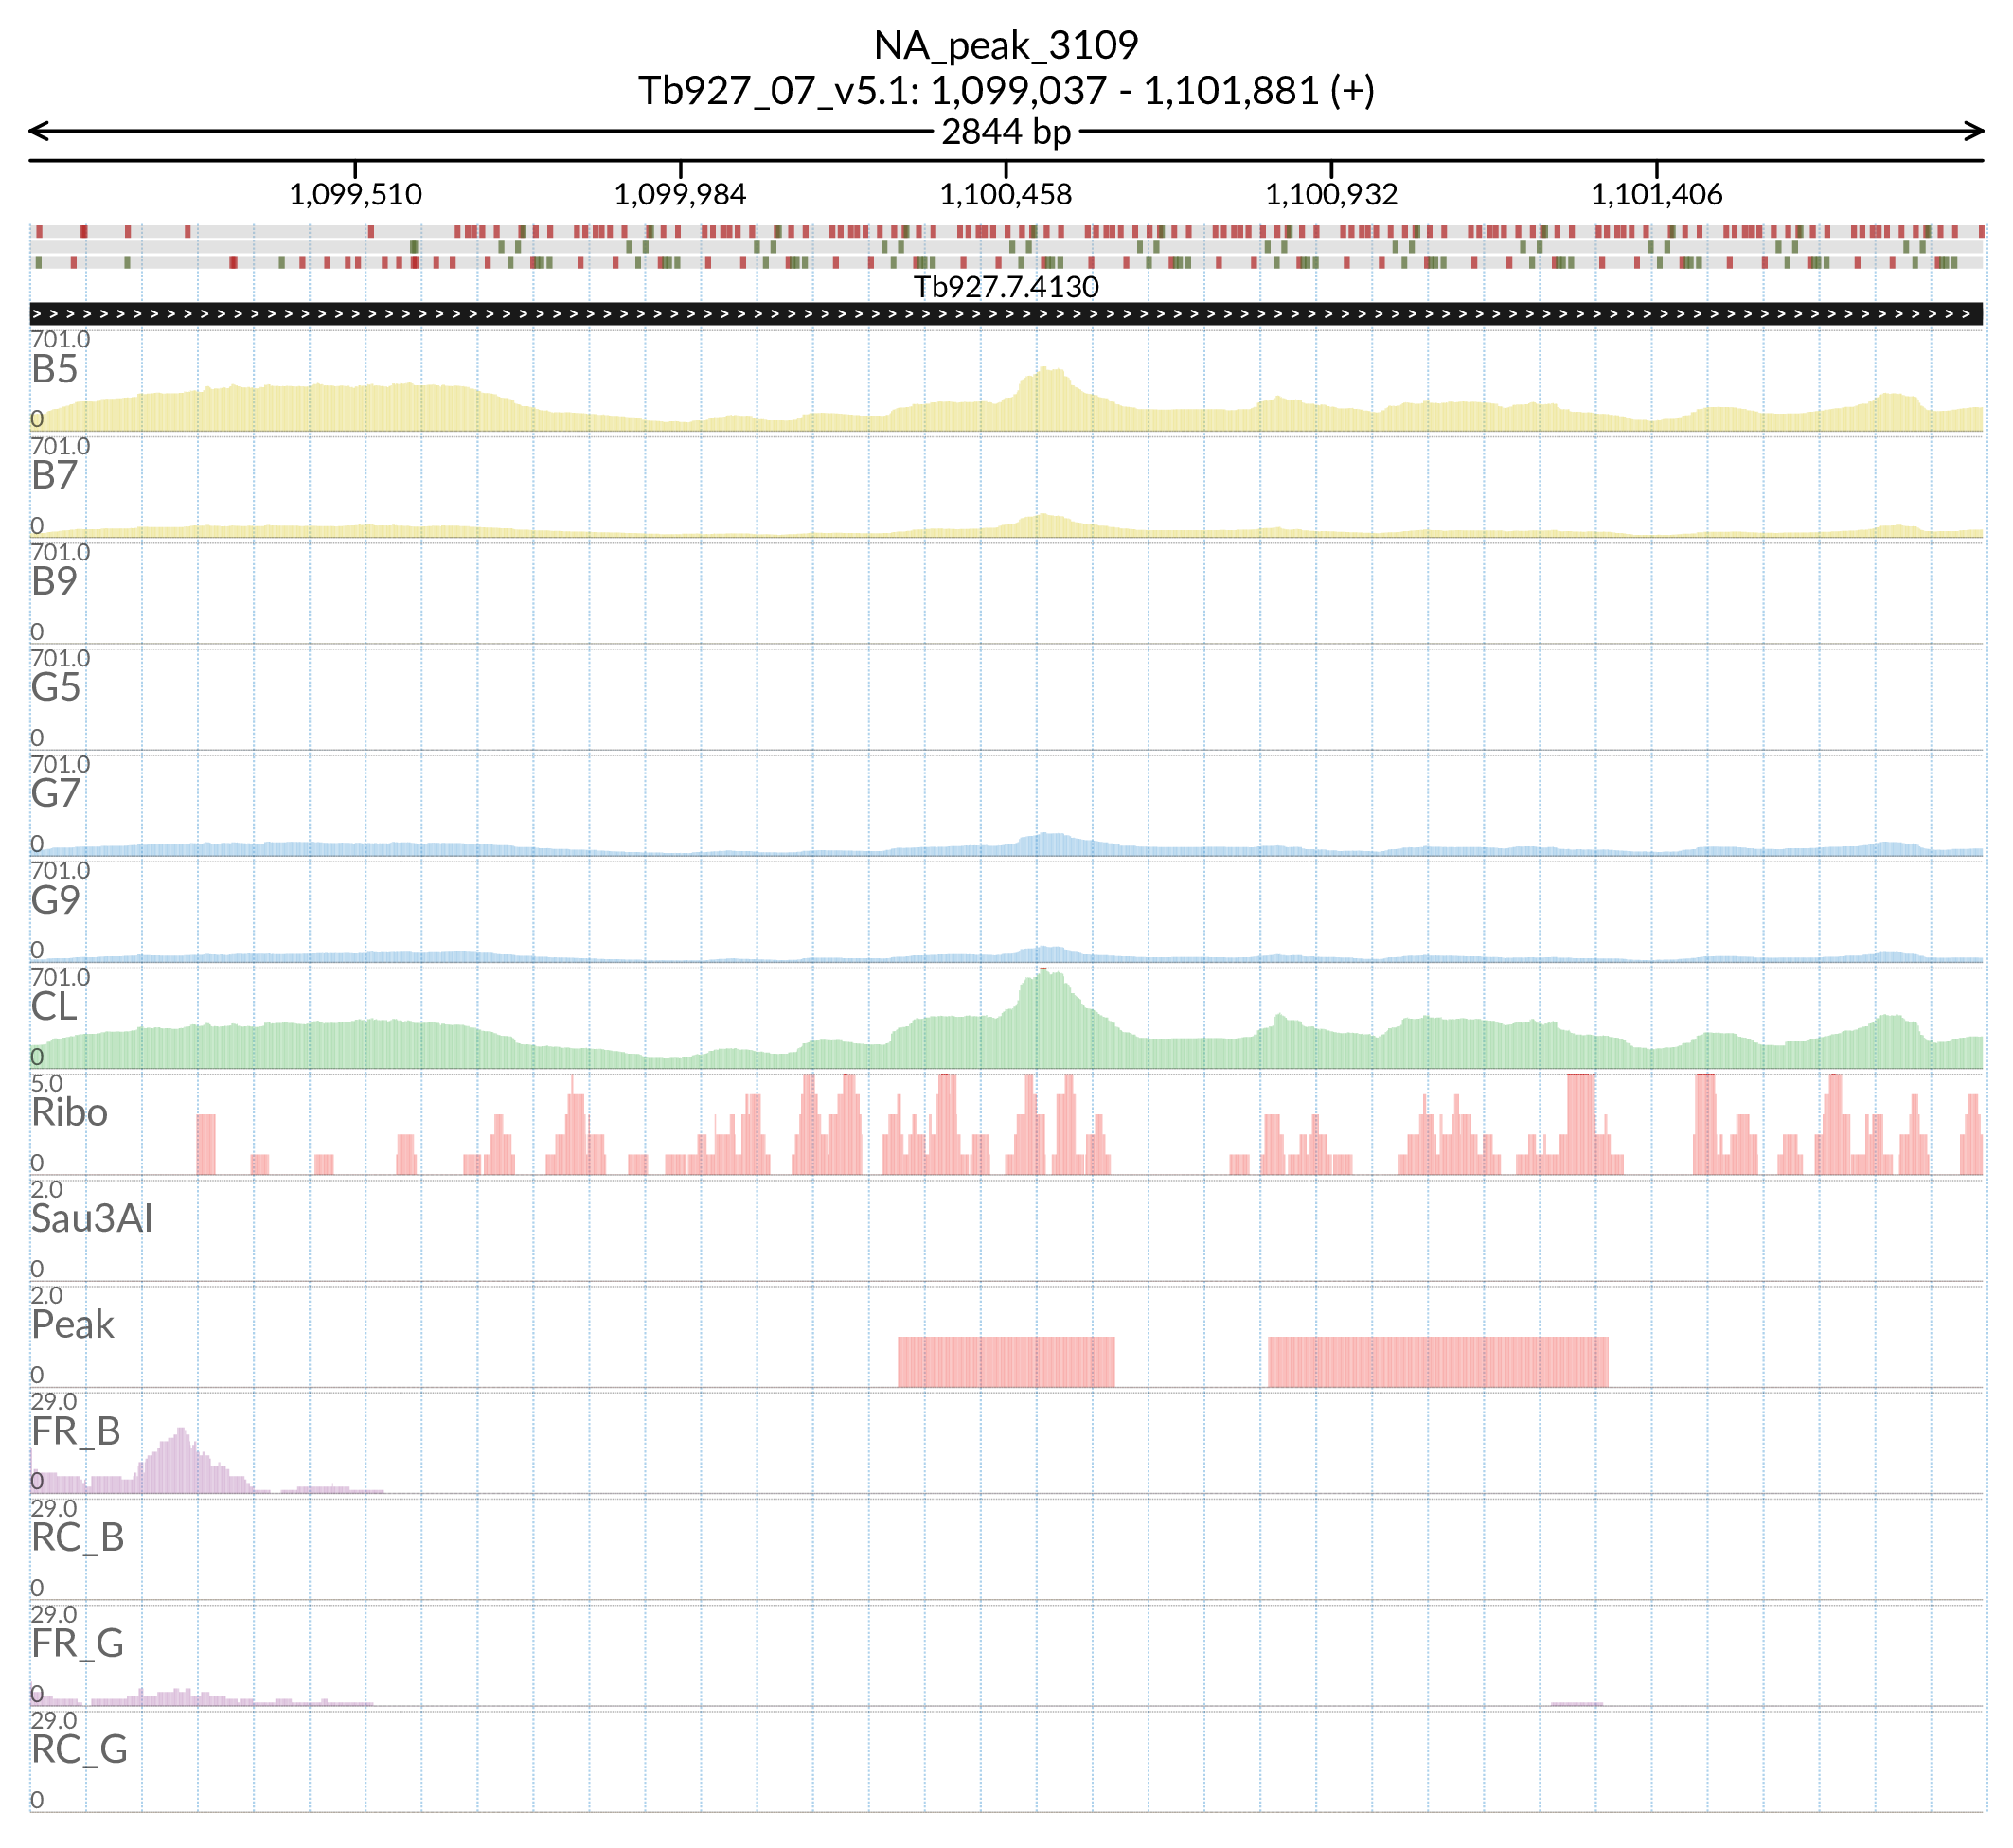 NA_peak_3109
Tb927_07_v5.1: 1,099,037 - 1,101,881 (+)
2844 bp
1,099,510 1,099,984 1,100,458 1,100,932 1,101,406
Tb927.7.4130
701.0
B5
0
701.0
B7
0
701.0
B9
0
701.0
G5
0
701.0
G7
0
701.0
G9
0
701.0
CL
0
5.0
Ribo
0
2.0
Sau3AI
0
2.0
Peak
0
29.0
FR_B
0
29.0
RC_B
0
29.0
FR_G
0
29.0
RC_G
0